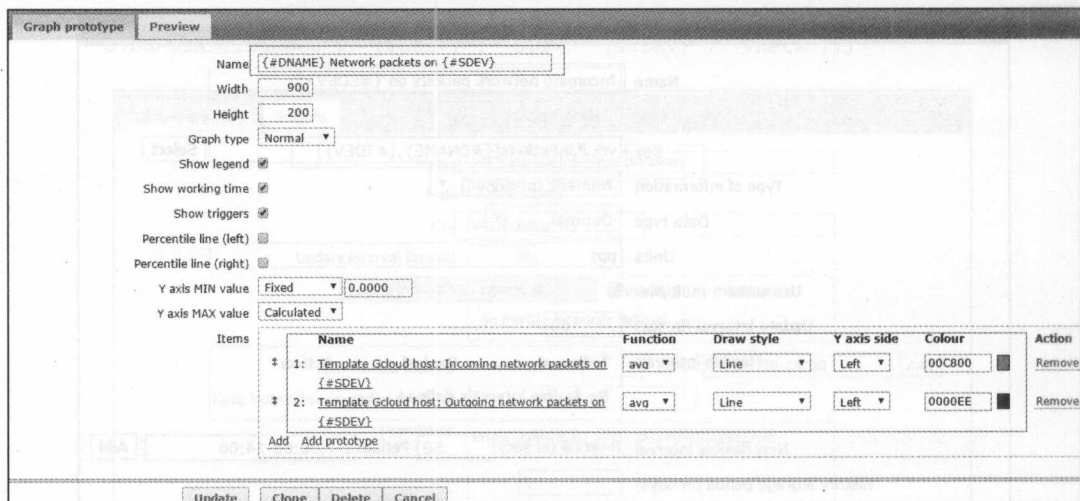 Graph prototype Preview
Name {#DNAME} Network packets on {#SDEV}
Width 900
Height 200
Graph type Normal
Show legend
Show working time
Show triggers
Percentile line (left)
Percentile line (right)
Y axis MIN value Fixed 0.0000
Y axis MAX value Calculated
Items Name Function Draw style Y axis side Colour Action
1: Template Gcloud host: Incoming network packets on {#SDEV} avg Line Left 00C800 Remove
2: Template Gcloud host: Outgoing network packets on {#SDEV} avg Line Left 0000EE Remove
Add Add prototype
Update Clone Delete Cancel